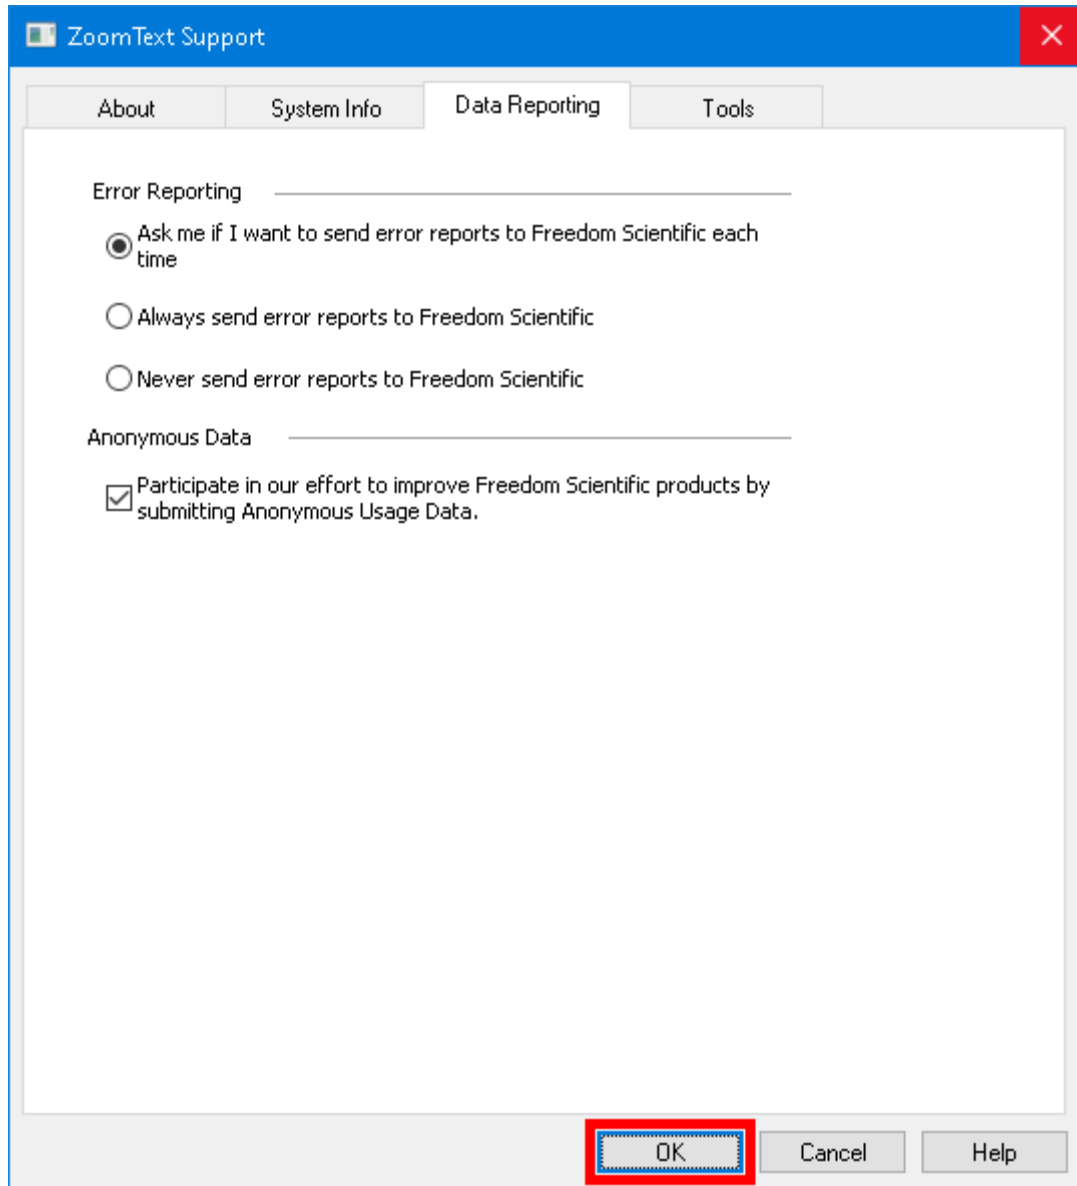 ZoomText Support
About System Info Data Reporting Tools
Error Reporting
Ask me if I want to send error reports to Freedom Scientific each
time
Always send error reports to Freedom Scientific
Never send error reports to Freedom Scientific
Anonymous Data
Participate in our effort to improve Freedom Scientific products by
submitting Anonymous Usage Data.
OK Cancel Help